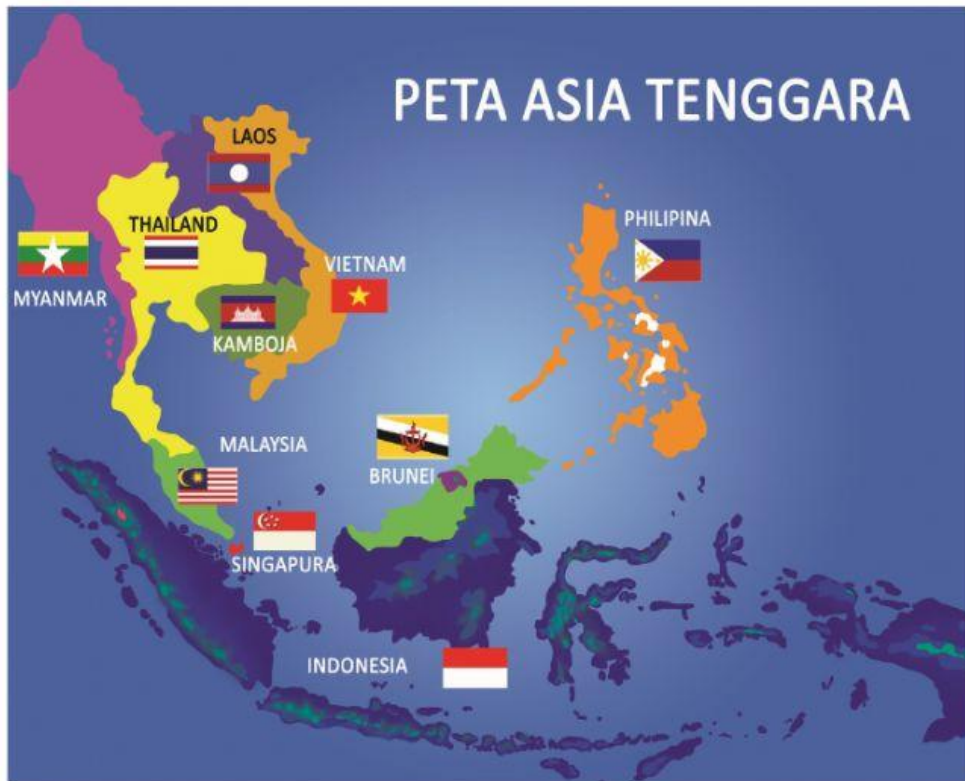 PETA ASIA TENGGARA
LAOS
THAILAND
PHILIPINA
VIETNAM
MYANMAR
KAMBOJA
MALAYSIA
BRUNEI
SINGAPURA
INDONESIA